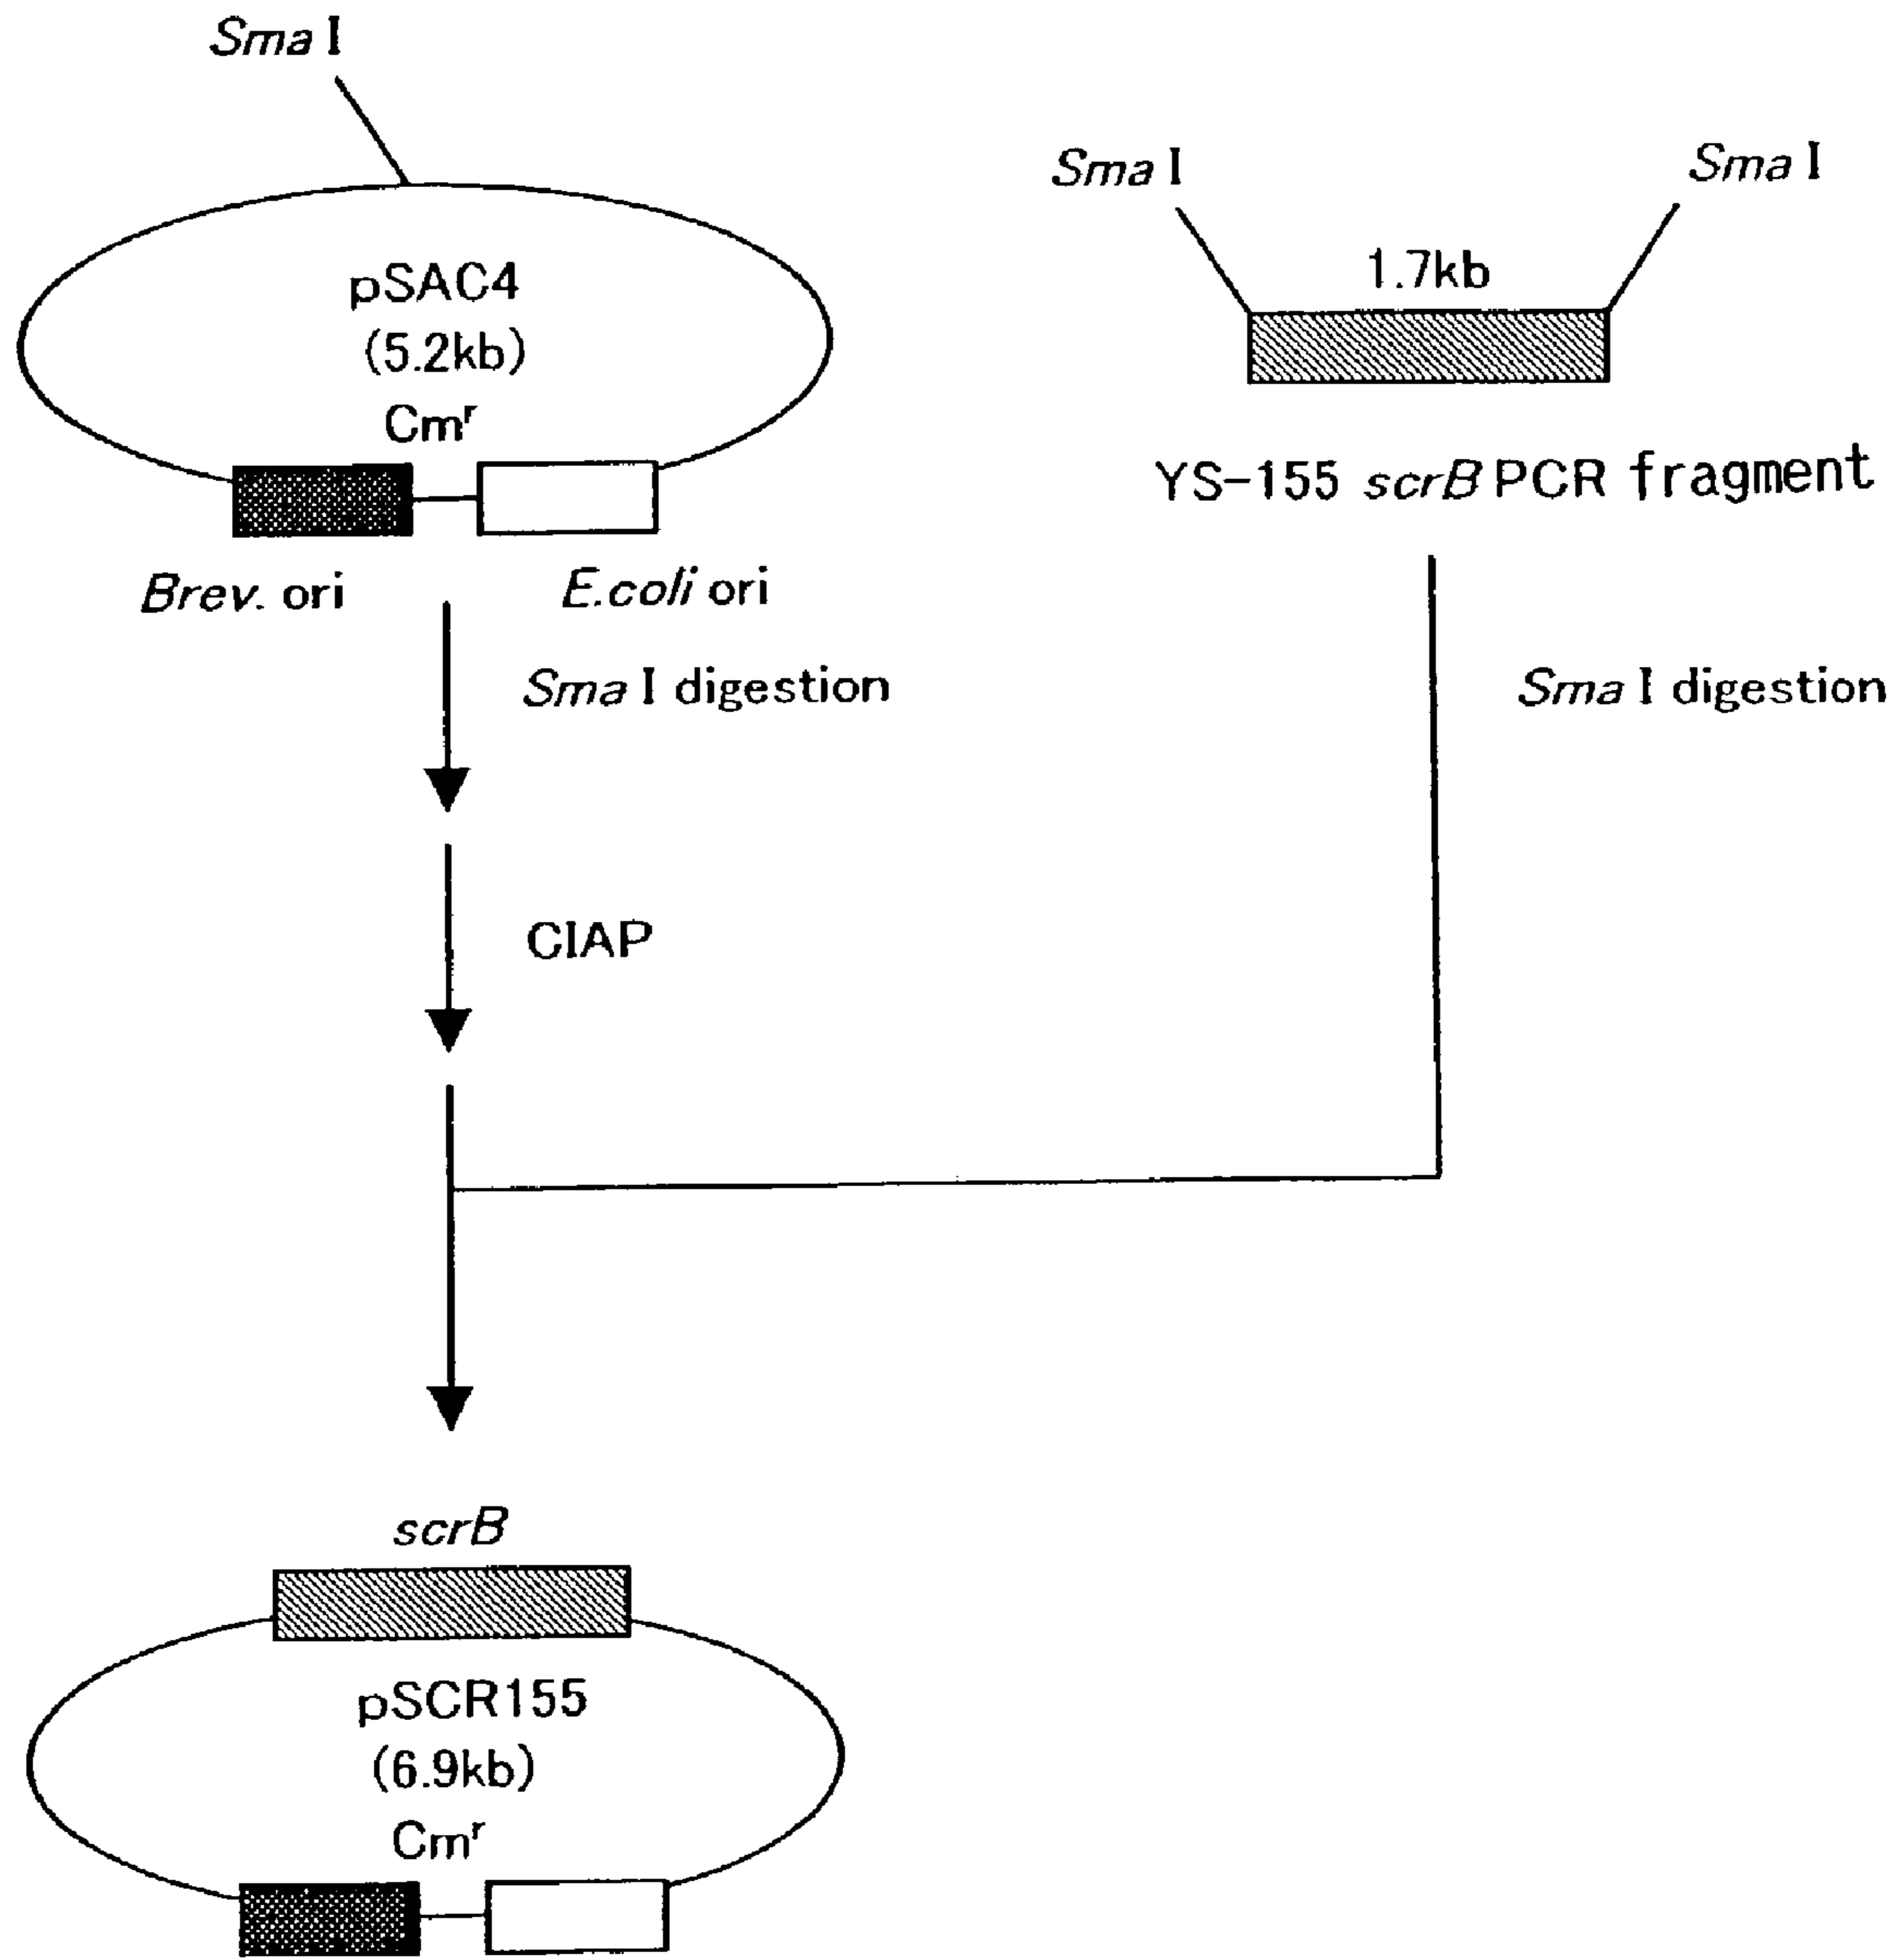 Sma I
pSAC4
(5.2kb)
Cmʳ
Brev. ori
E.coli ori
Sma I
Sma I
1.7kb
YS-155 scrB PCR fragment
Sma I digestion
Sma I digestion
CIAP
scrB
pSCR155
(6.9kb)
Cmʳ